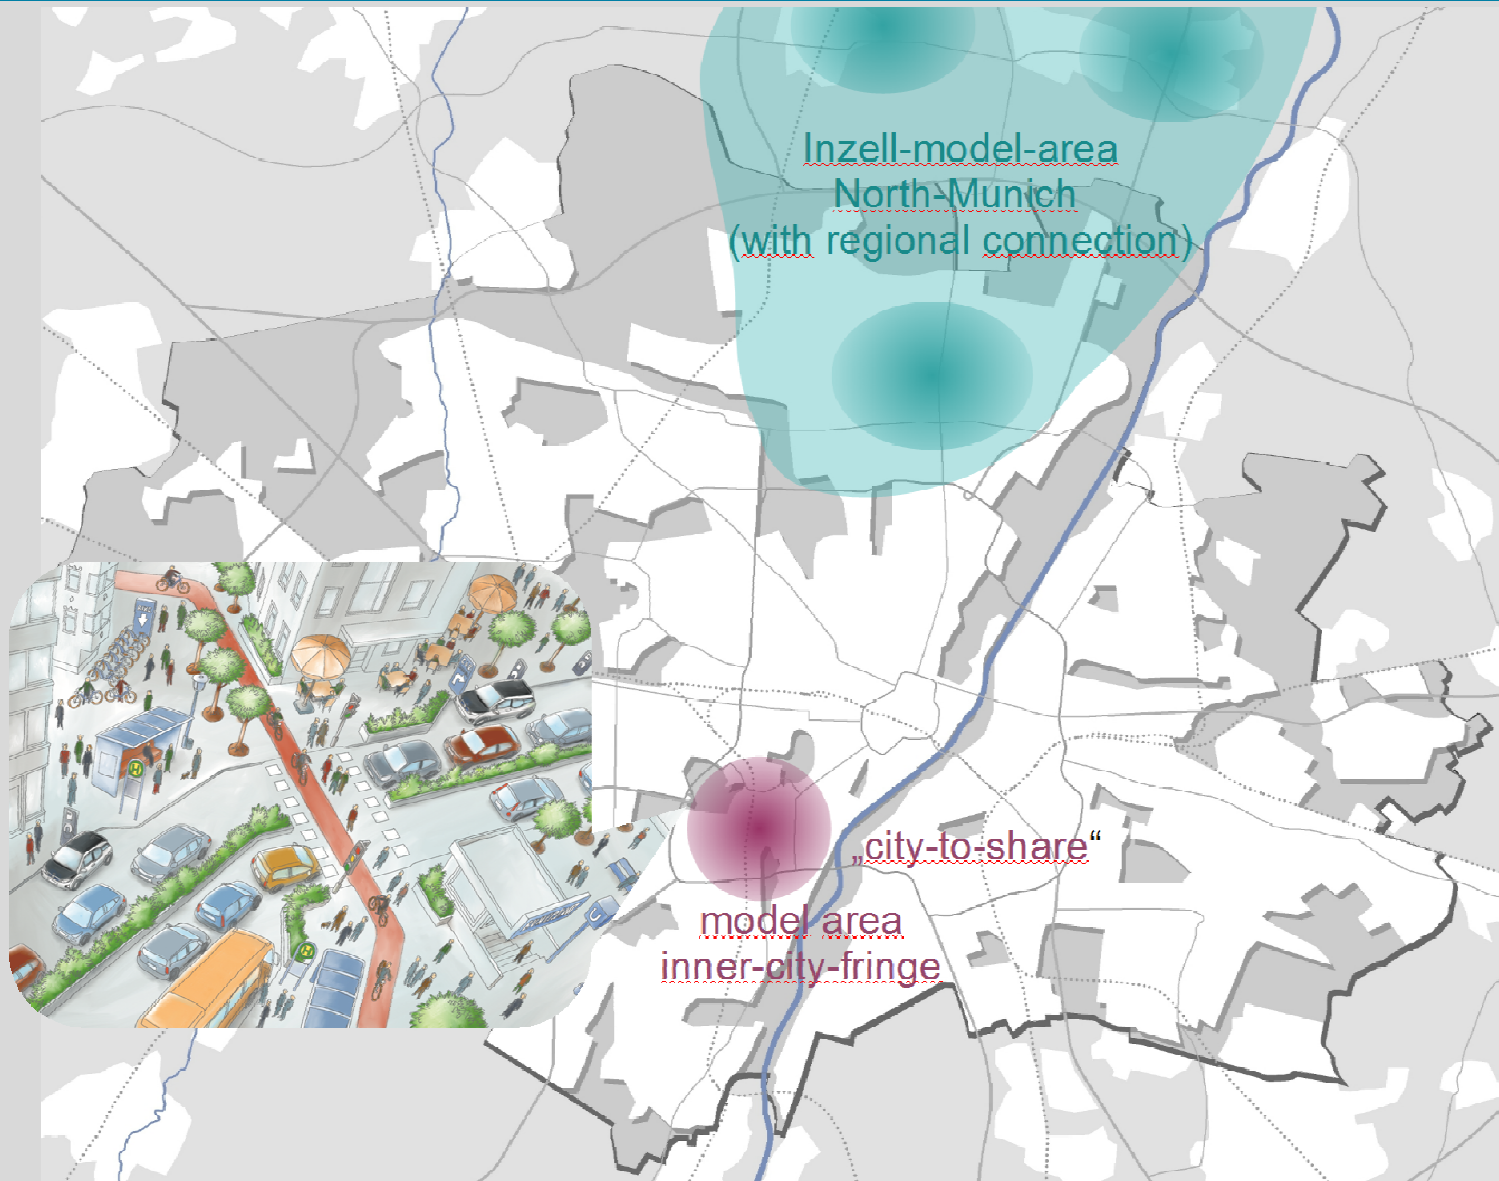 Inzell-model-area
North-Munich
(with regional connection)
„city-to-share“
model area
inner-city-fringe